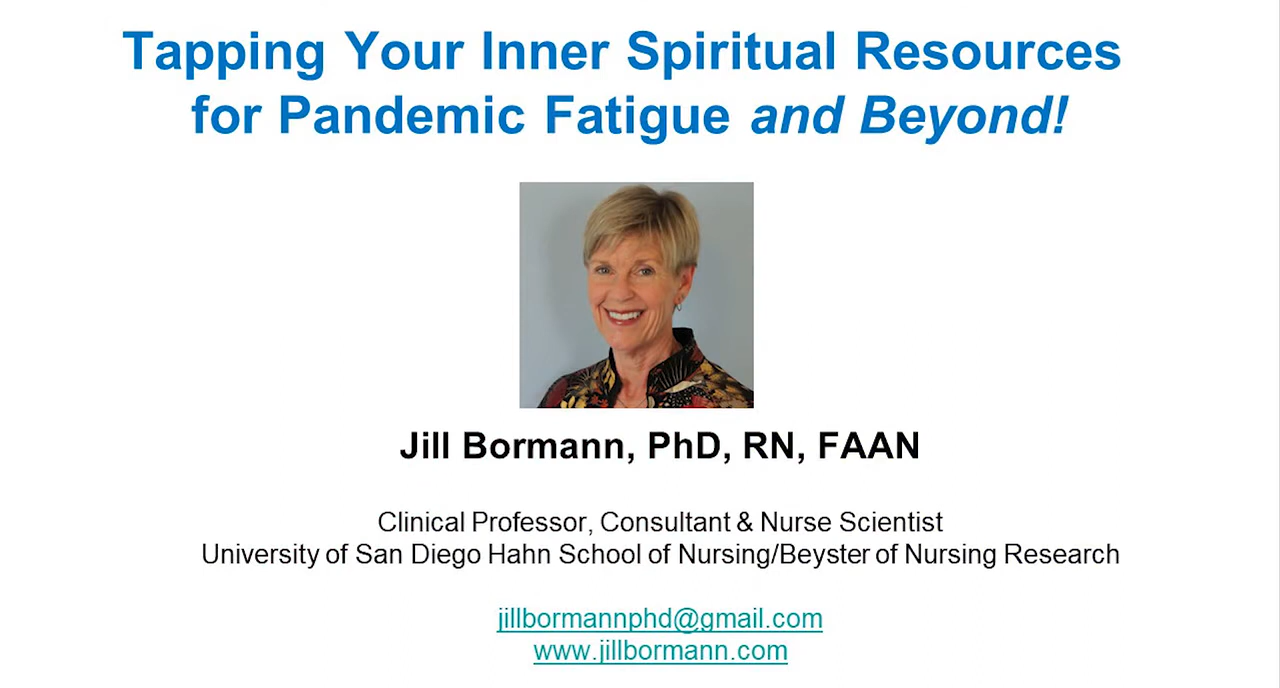 Tapping Your Inner Spiritual Resources
for Pandemic Fatigue and Beyond!
Jill Bormann, PhD, RN, FAAN
Clinical Professor, Consultant & Nurse Scientist
University of San Diego Hahn School of Nursing/Beyster of Nursing Research
jillbormannphd@gmail.com
www.jillbormann.com